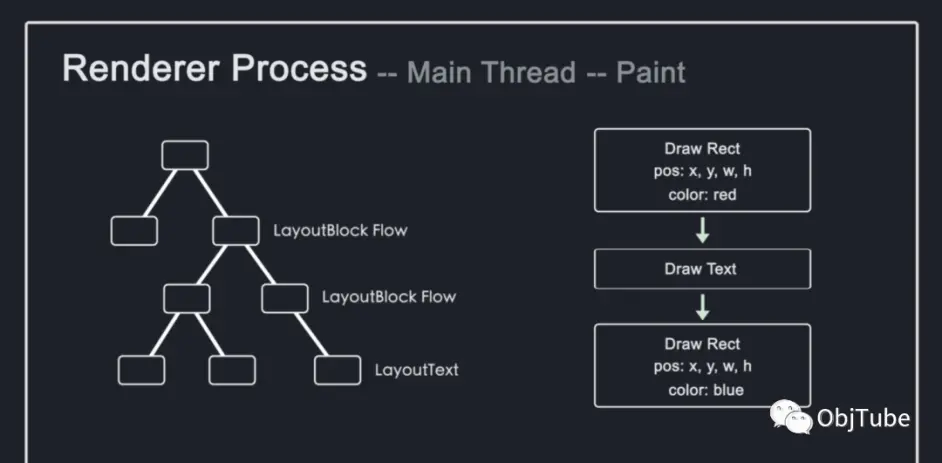 Renderer Process -- Main Thread -- Paint
LayoutBlock Flow
LayoutBlock Flow
LayoutText
Draw Rect
pos: x, y, w, h
color: red
Draw Text
Draw Rect
pos: x, y, w, h
color: blue
ObjTube